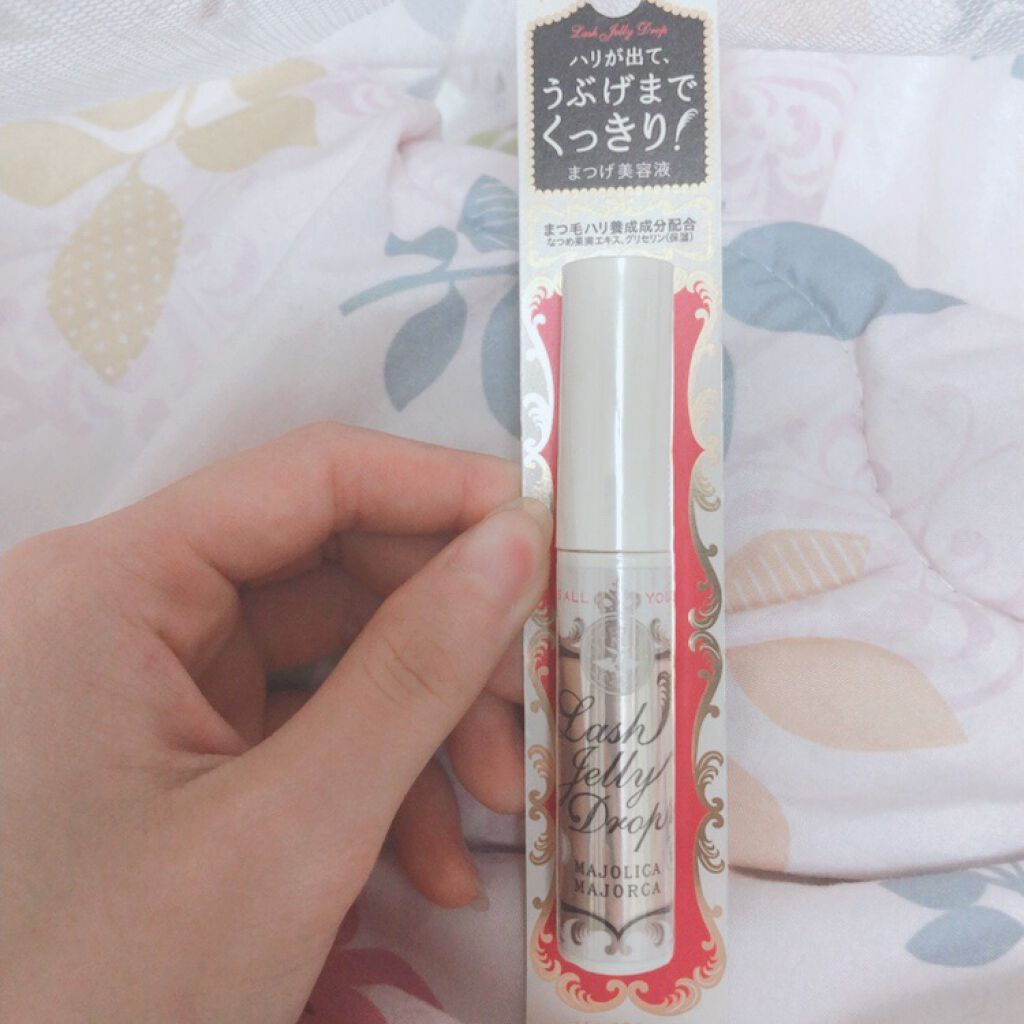 Lash Jelly Drop
ハリが出て、
うぶげまで
くっきり!
まつげ美容液
まつ毛ハリ養成成分配合
なつめ果実エキス、グリセリン(保湿)
ALL YOU
Lash
Jelly
Drop
MAJOLICA
MAJORCA